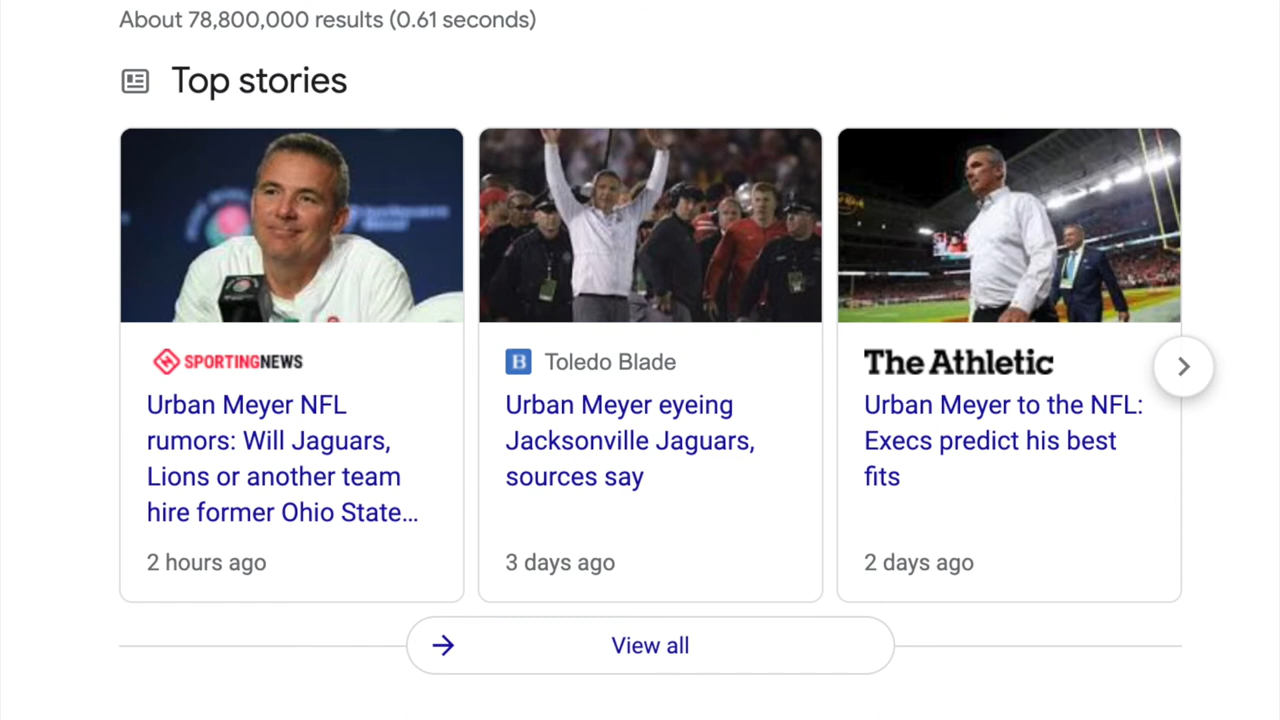 About 78,800,000 results (0.61 seconds)
Top stories
SPORTINGNEWS
Urban Meyer NFL
rumors: Will Jaguars,
Lions or another team
hire former Ohio State...
2 hours ago
B Toledo Blade
Urban Meyer eyeing
Jacksonville Jaguars,
sources say
3 days ago
The Athletic
Urban Meyer to the NFL:
Execs predict his best
fits
2 days ago
View all